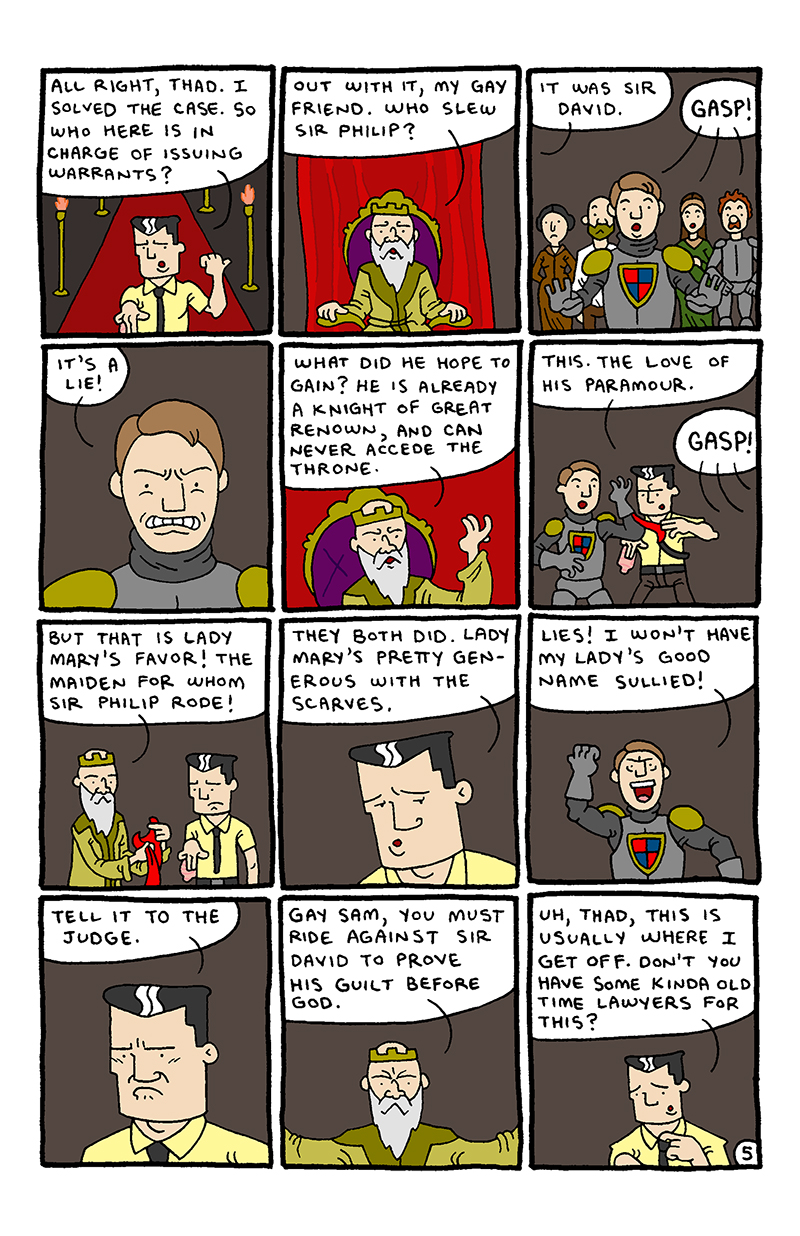 ALL RIGHT, THAD. I
SOLVED THE CASE. SO
WHO HERE IS IN
CHARGE OF ISSUING
WARRANTS?
OUT WITH IT, MY GAY
FRIEND. WHO SLEW
SIR PHILIP?
IT WAS SIR
DAVID.
GASP!
IT'S A
LIE!
WHAT DID HE HOPE TO
GAIN? HE IS ALREADY
A KNIGHT OF GREAT
RENOWN, AND CAN
NEVER ACCEDE THE
THRONE.
THIS. THE LOVE OF
HIS PARAMOUR.
GASP!
BUT THAT IS LADY
MARY'S FAVOR! THE
MAIDEN FOR WHOM
SIR PHILIP RODE!
THEY BOTH DID. LADY
MARY'S PRETTY GEN-
EROUS WITH THE
SCARVES.
LIES! I WON'T HAVE
MY LADY'S GOOD
NAME SULLIED!
TELL IT TO THE
JUDGE.
GAY SAM, YOU MUST
RIDE AGAINST SIR
DAVID TO PROVE
HIS GUILT BEFORE
GOD.
UH, THAD, THIS IS
USUALLY WHERE I
GET OFF. DON'T YOU
HAVE SOME KINDA OLD
TIME LAWYERS FOR
THIS?
5